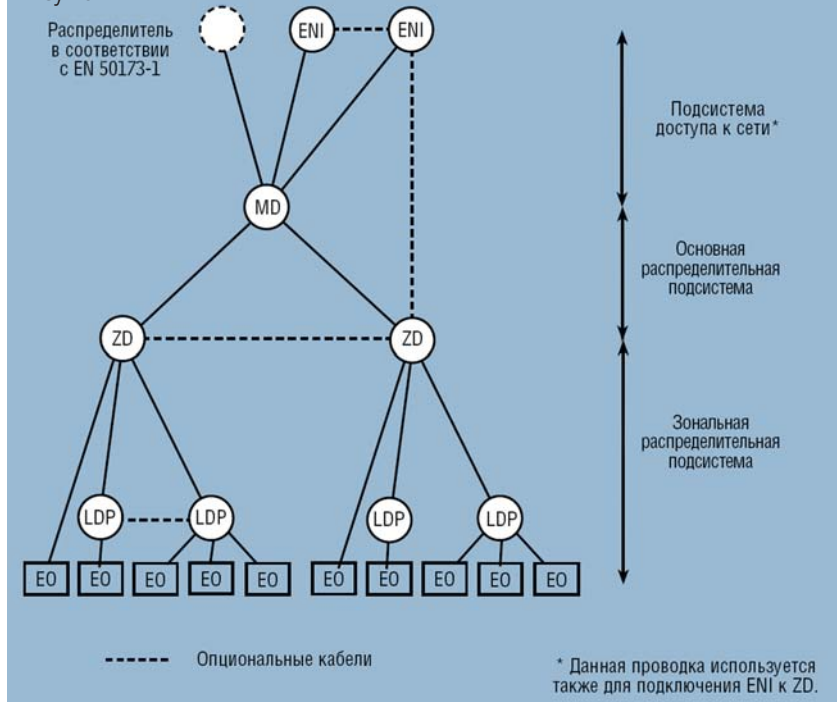 Распределитель
в соответствии
с EN 50173-1
ENI
ENI
Подсистема
доступа к сети*
MD
Основная
распределительная
подсистема
ZD
ZD
Зональная
распределительная
подсистема
LDP
LDP
LDP
LDP
EO
EO
EO
EO
EO
EO
EO
EO
EO
EO
Опциональные кабели
* Данная проводка используется
также для подключения ENI к ZD.